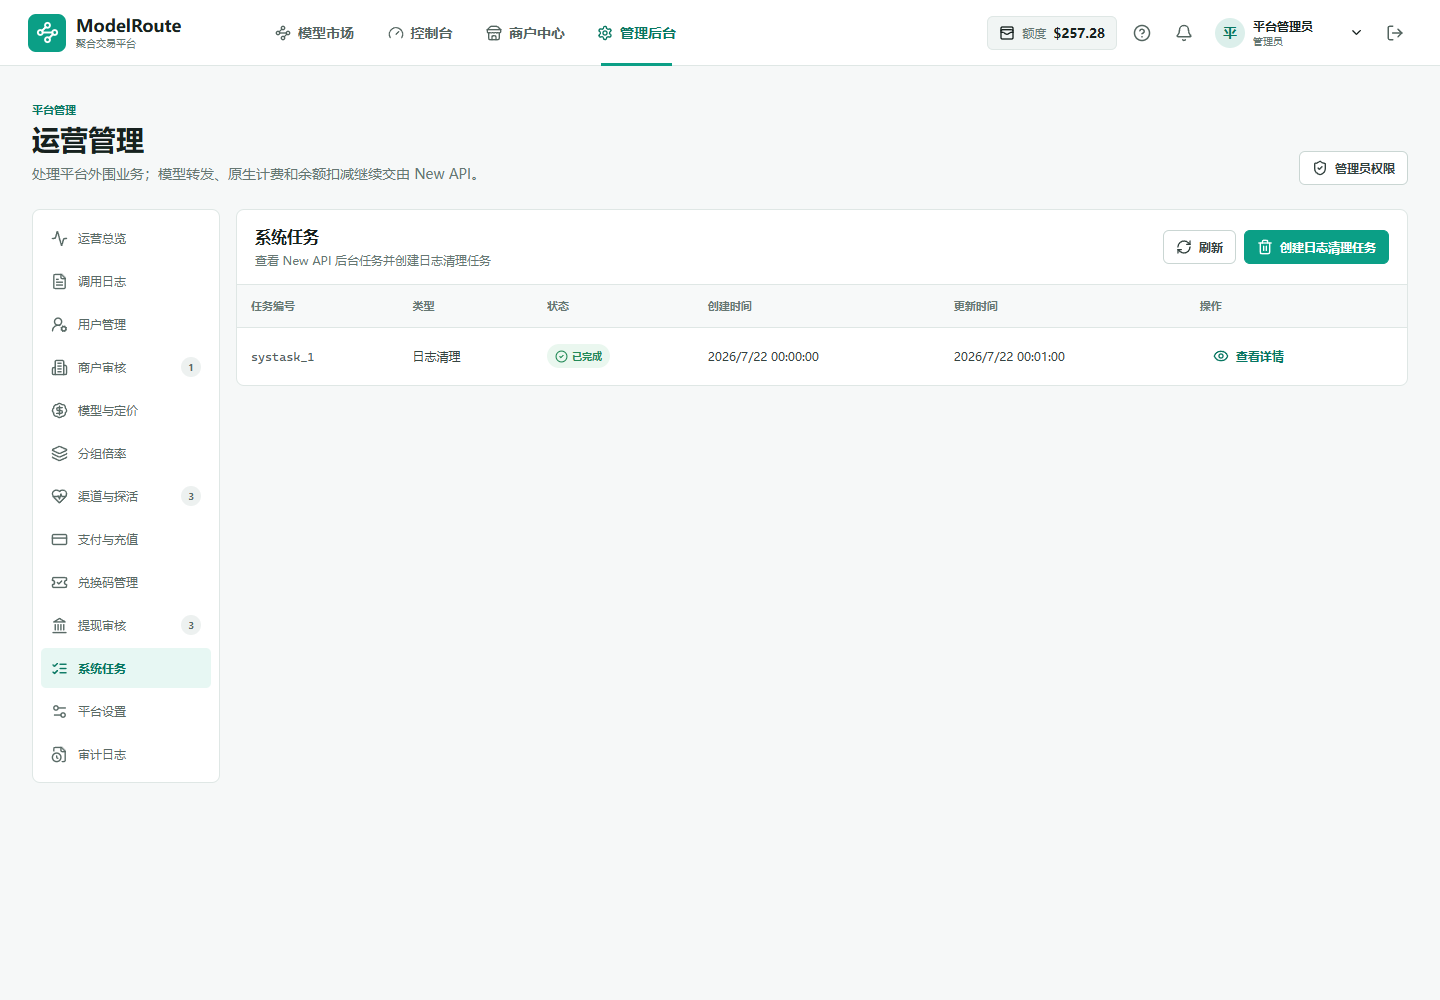 ModelRoute
聚合交易平台
模型市场
控制台
商户中心
管理后台
额度 $257.28
平
平台管理员
管理员
平台管理
运营管理
处理平台外围业务；模型转发、原生计费和余额扣减继续交由 New API。
管理员权限
运营总览
调用日志
用户管理
商户审核 1
模型与定价
分组倍率
渠道与探活 3
支付与充值
兑换码管理
提现审核 3
系统任务
平台设置
审计日志
系统任务
查看 New API 后台任务并创建日志清理任务
刷新
创建日志清理任务
任务编号 类型 状态 创建时间 更新时间 操作
systask_1 日志清理 已完成 2026/7/22 00:00:00 2026/7/22 00:01:00 查看详情